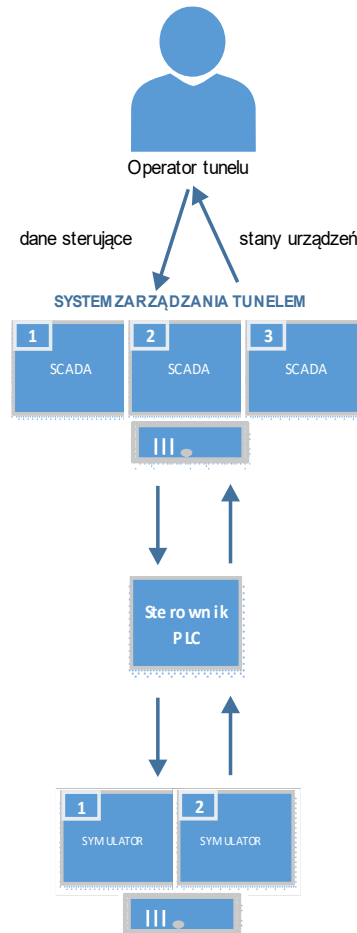 Operator tunelu
dane sterujące
stany urządzeń
SYSTEM ZARZĄDZANIA TUNELEM
1
2
3
SCADA
SCADA
SCADA
Sterownik
PLC
1
2
SYMULATOR
SYMULATOR